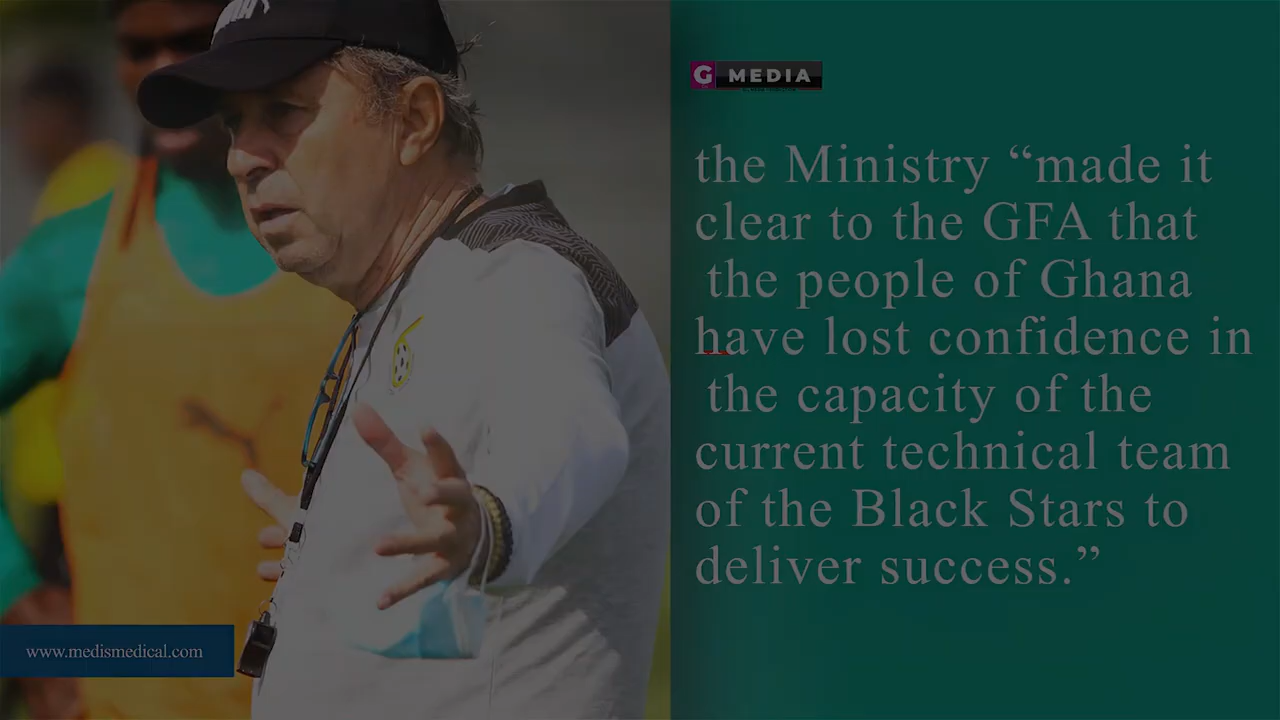 G MEDIA
the Ministry “made it
clear to the GFA that
the people of Ghana
have lost confidence in
the capacity of the
current technical team
of the Black Stars to
deliver success.”
www.medismedical.com